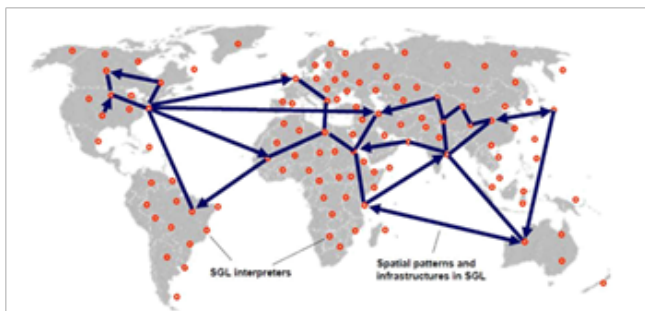 SGL interpreters
Spatial patterns and
infrastructures in SGL